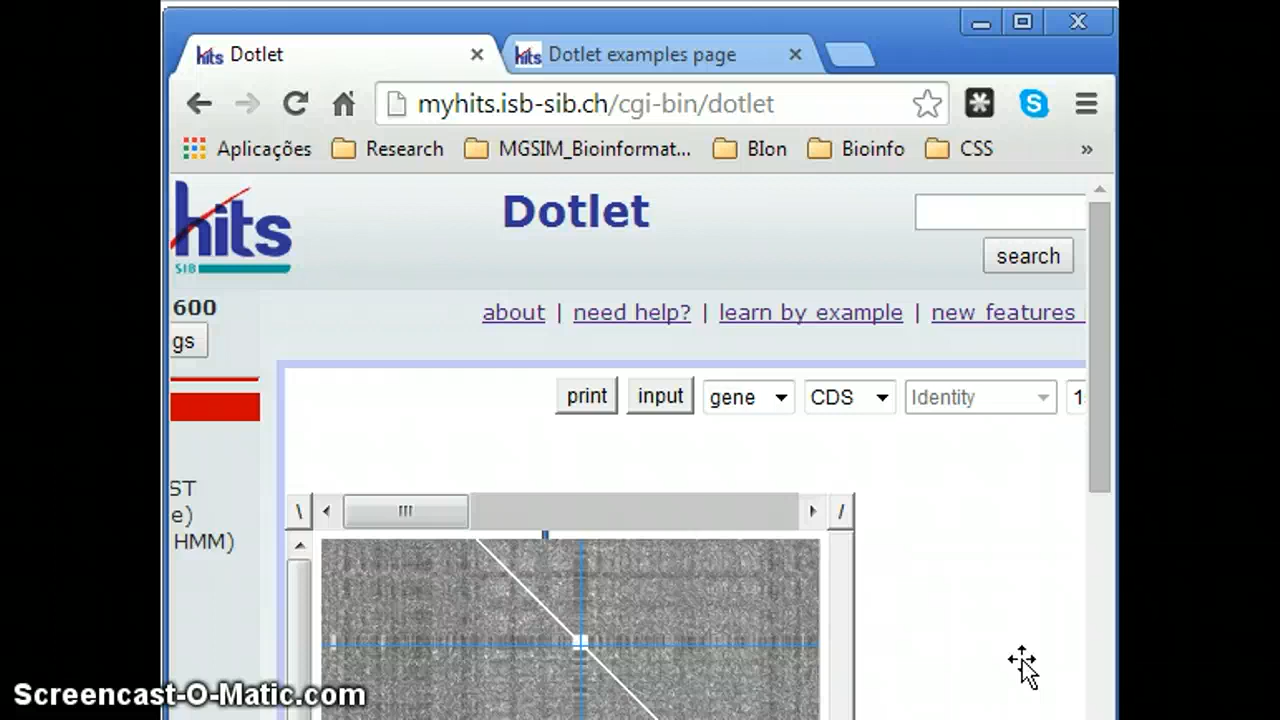 hits Dotlet
hits Dotlet examples page
myhits.isb-sib.ch/cgi-bin/dotlet
Aplicações Research MGSIM_Bioinformat... BIon Bioinfo CSS »
hits
SIB
Dotlet
search
600
about | need help? | learn by example | new features
gs
print input gene CDS Identity 1
\ /
ST
e)
HMM)
Screencast-O-Matic.com